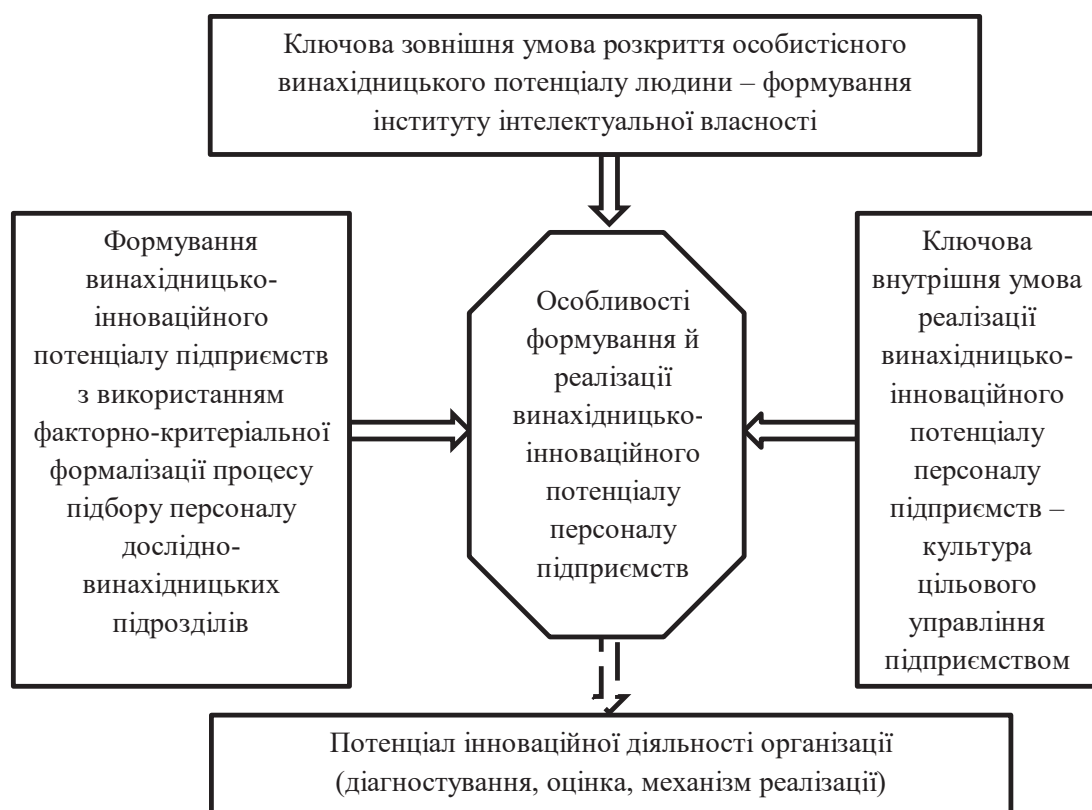 Ключова зовнішня умова розкриття особистісного
винахідницького потенціалу людини – формування
інституту інтелектуальної власності
Формування
винахідницько-
інноваційного
потенціалу підприємств
з використанням
факторно-критеріальної
формалізації процесу
підбору персоналу
дослідно-
винахідницьких
підрозділів
Особливості
формування й
реалізації
винахідницько-
інноваційного
потенціалу
персоналу
підприємств
Ключова
внутрішня умова
реалізації
винахідницько-
інноваційного
потенціалу
персоналу
підприємств –
культура
цільового
управління
підприємством
Потенціал інноваційної діяльності організації
(діагностування, оцінка, механізм реалізації)